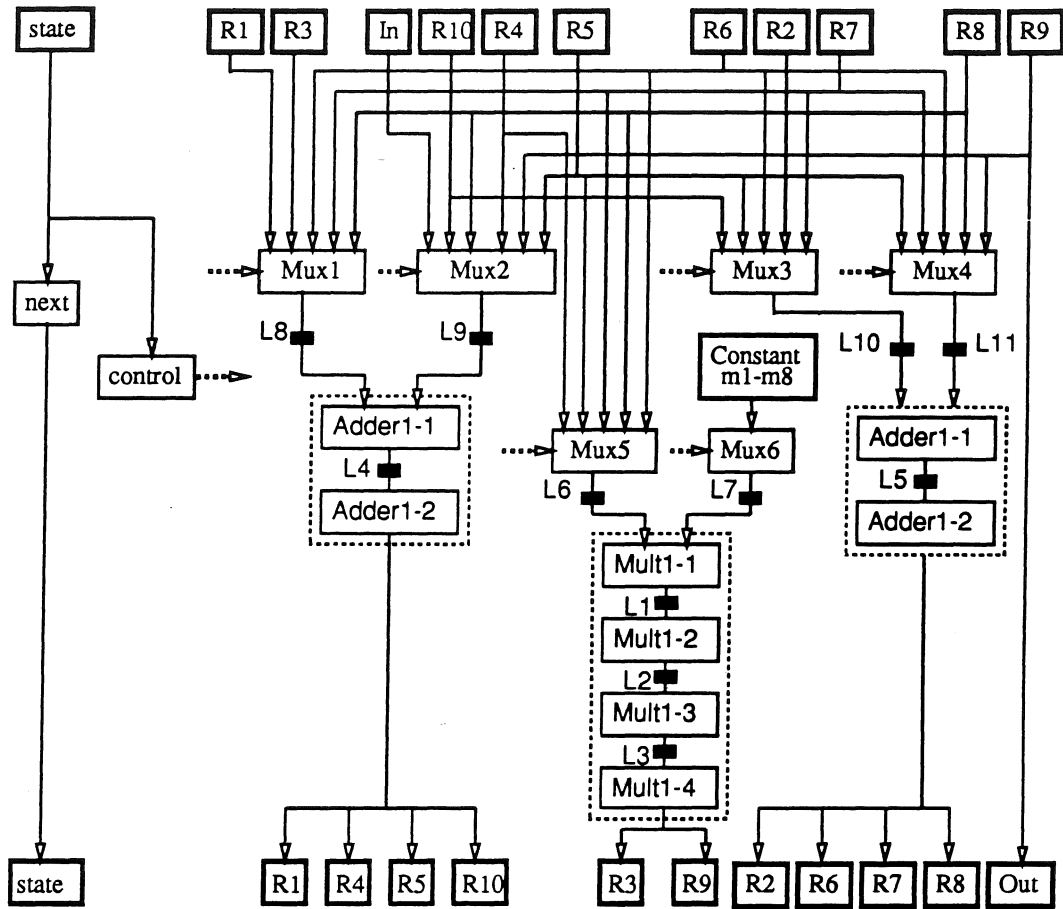 state
R1
R3
In
R10
R4
R5
R6
R2
R7
R8
R9
Mux1
Mux2
Mux3
Mux4
next
L8
L9
L10
L11
control
Constant
m1-m8
Adder1-1
L4
Adder1-2
Mux5
Mux6
Adder1-1
L5
Adder1-2
L6
L7
Mult1-1
L1
Mult1-2
L2
Mult1-3
L3
Mult1-4
state
R1
R4
R5
R10
R3
R9
R2
R6
R7
R8
Out